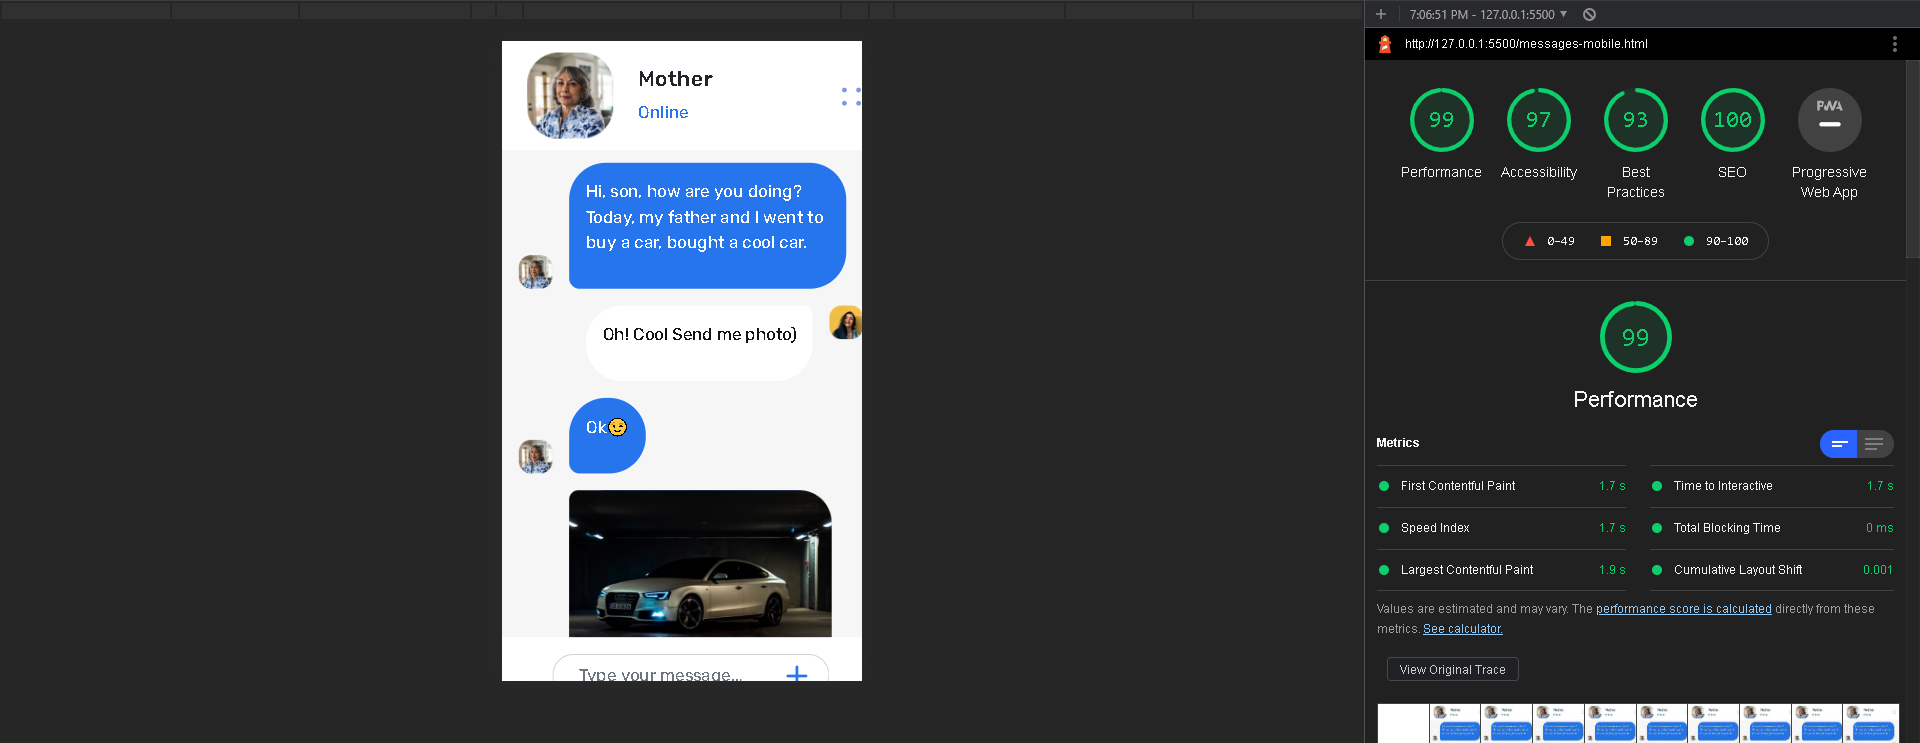 Mother
Online
Hi, son, how are you doing?
Today, my father and I went to
buy a car, bought a cool car.
Oh! Cool Send me photo)
Ok😉
Type your message...
7:06:51 PM - 127.0.0.1:5500
http://127.0.0.1:5500/messages-mobile.html
99
97
93
100
PWA
Performance
Accessibility
Best
Practices
SEO
Progressive
Web App
0–49
50–89
90–100
99
Performance
Metrics
First Contentful Paint
1.7 s
Time to Interactive
1.7 s
Speed Index
1.7 s
Total Blocking Time
0 ms
Largest Contentful Paint
1.9 s
Cumulative Layout Shift
0.001
Values are estimated and may vary. The performance score is calculated directly from these
metrics. See calculator.
View Original Trace